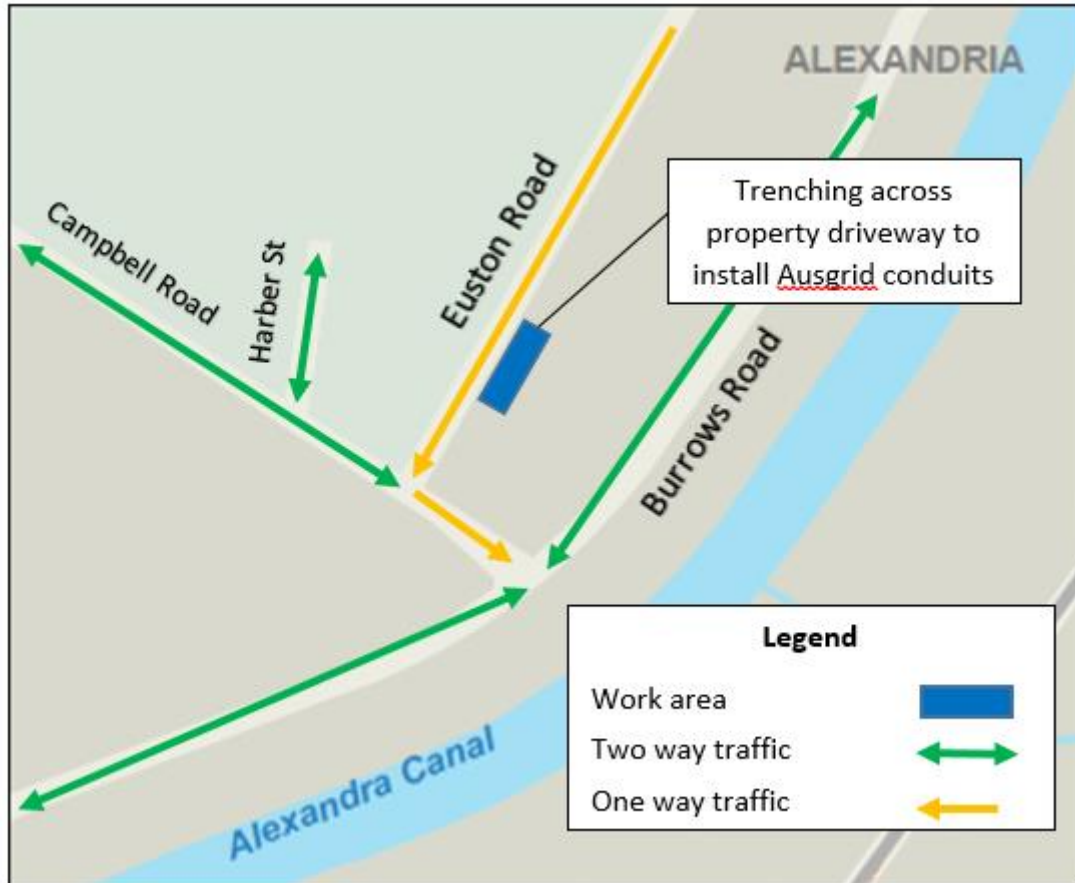 ALEXANDRIA
Trenching across
property driveway to
install Ausgrid conduits
Euston Road
Campbell Road
Harber St
Burrows Road
Alexandra Canal
Legend
Work area
Two way traffic
One way traffic